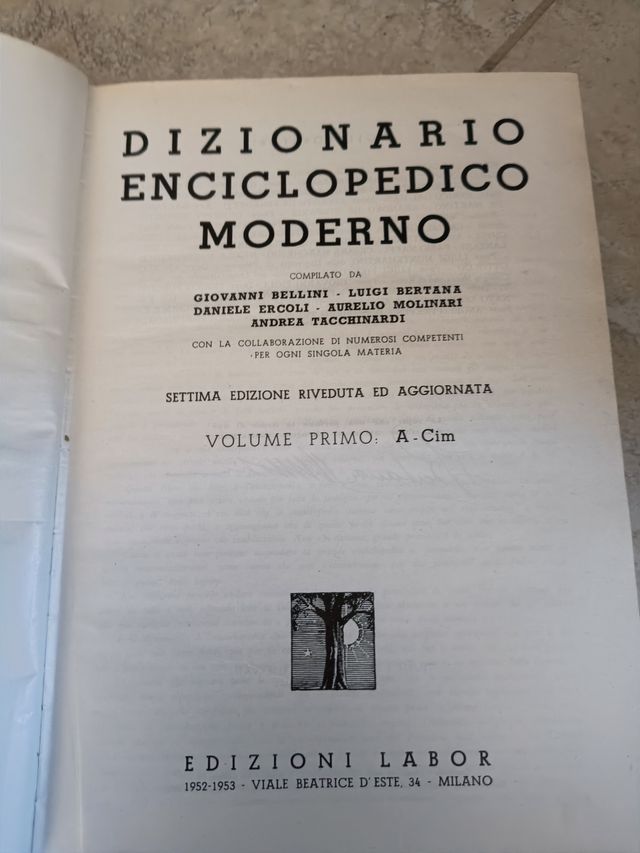 DIZIONARIO
ENCICLOPEDICO
MODERNO
COMPILATO DA
GIOVANNI BELLINI - LUIGI BERTANA
DANIELE ERCOLI - AURELIO MOLINARI
ANDREA TACCHINARDI
CON LA COLLABORAZIONE DI NUMEROSI COMPETENTI
PER OGNI SINGOLA MATERIA
SETTIMA EDIZIONE RIVEDUTA ED AGGIORNATA
VOLUME PRIMO: A - Cim
EDIZIONI LABOR
1952-1953 - VIALE BEATRICE D'ESTE, 34 - MILANO